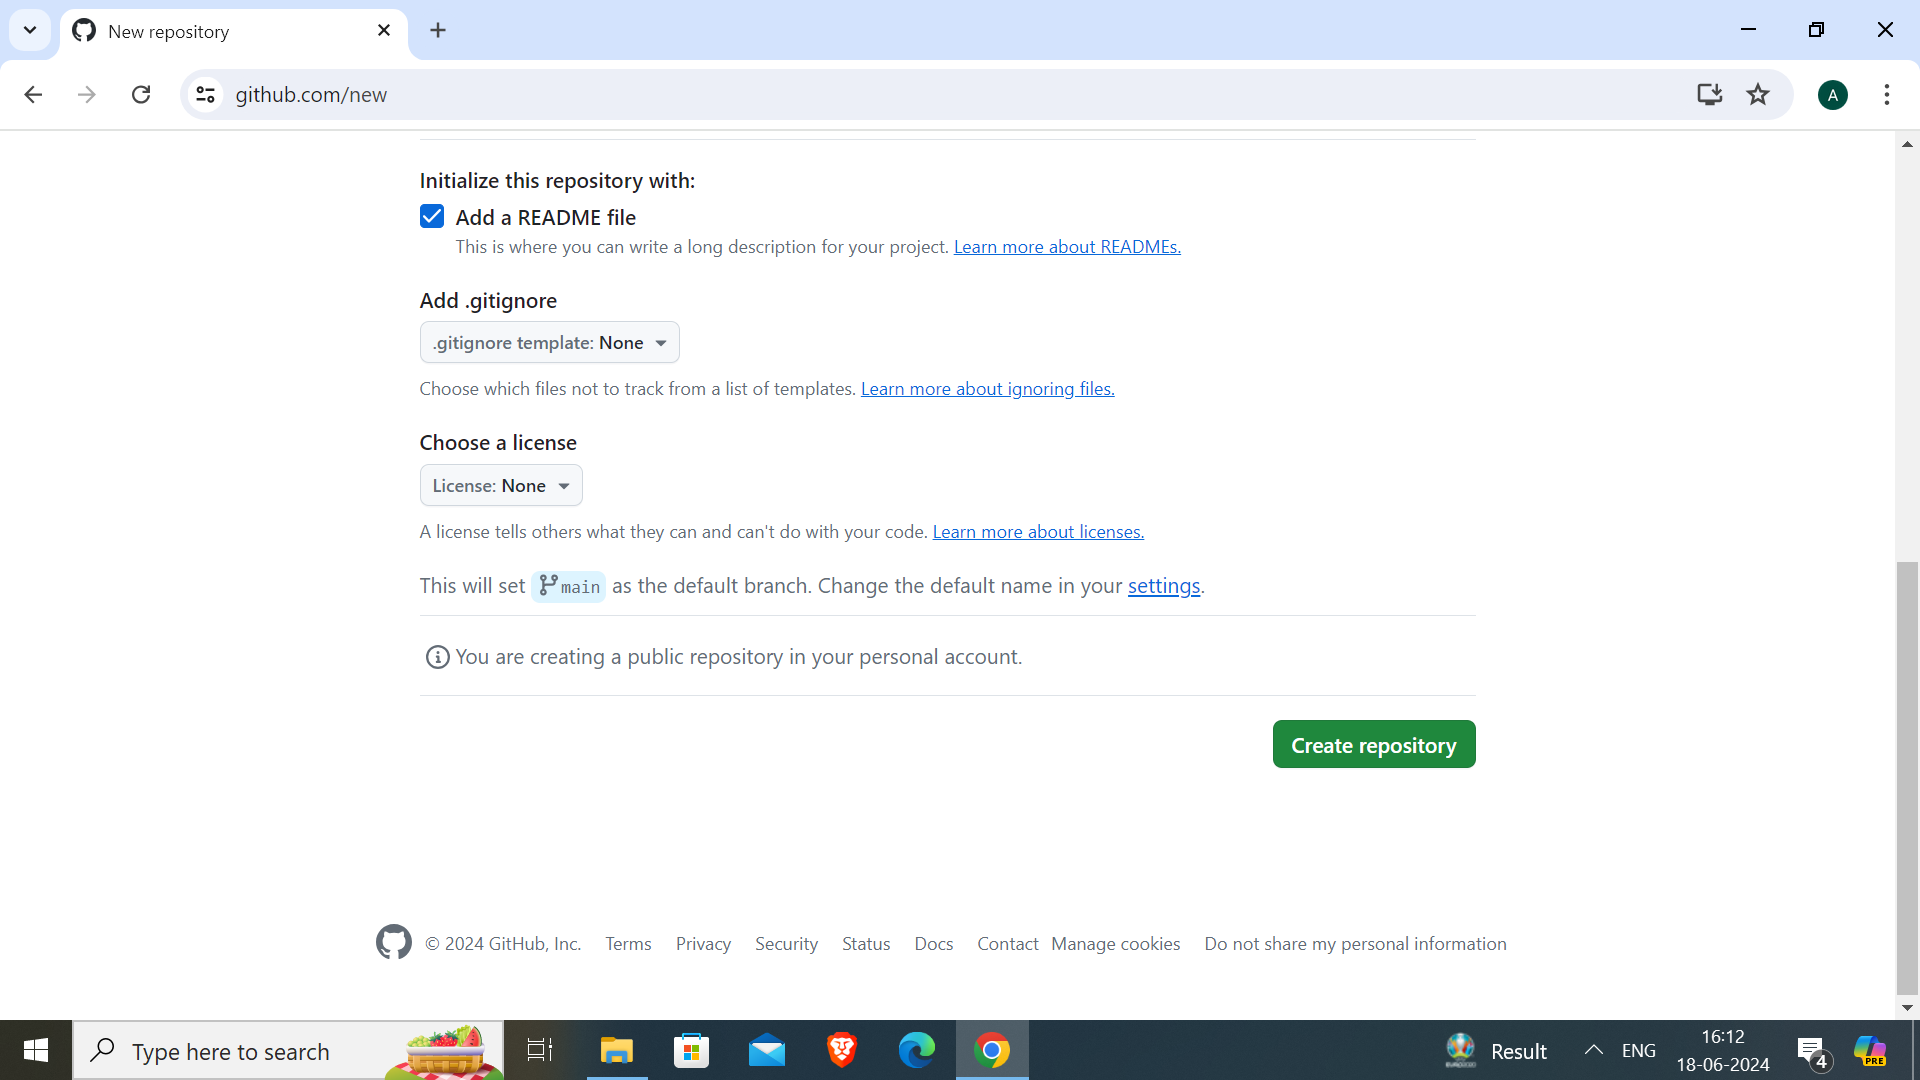 New repository
github.com/new
A
Initialize this repository with:
Add a README file
This is where you can write a long description for your project. Learn more about READMEs.
Add .gitignore
.gitignore template: None
Choose which files not to track from a list of templates. Learn more about ignoring files.
Choose a license
License: None
A license tells others what they can and can't do with your code. Learn more about licenses.
This will set main as the default branch. Change the default name in your settings.
You are creating a public repository in your personal account.
Create repository
© 2024 GitHub, Inc. Terms Privacy Security Status Docs Contact Manage cookies Do not share my personal information
Type here to search
Result
ENG
16:12
18-06-2024
4
PRE